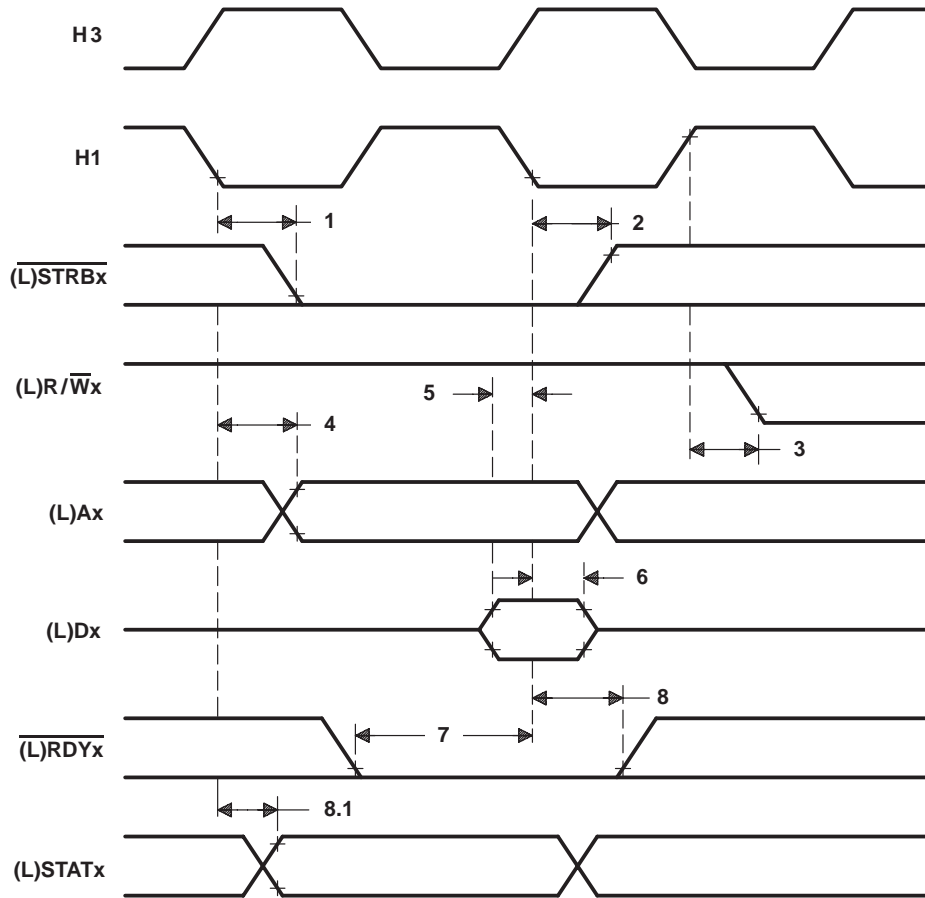 H3
H1
1
2
(L)STRBx
(L)R/Wx
5
4
3
(L)Ax
6
(L)Dx
8
7
(L)RDYx
8.1
(L)STATx